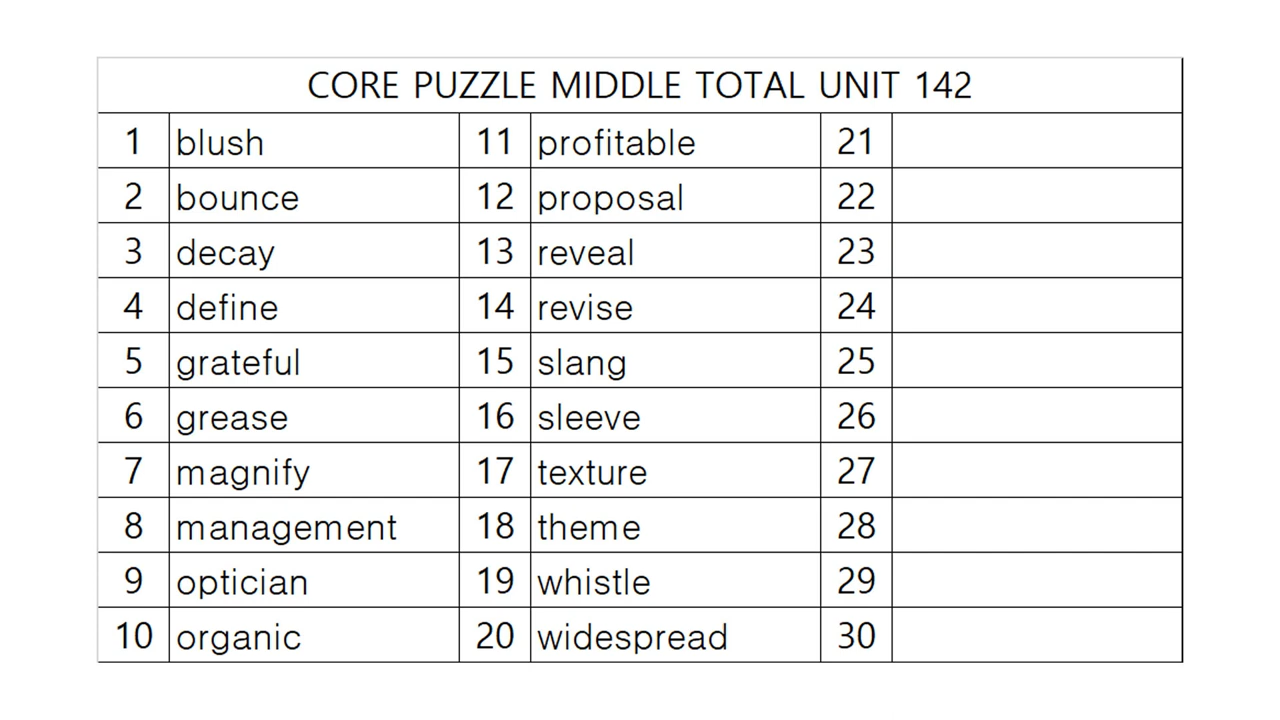 CORE PUZZLE MIDDLE TOTAL UNIT 142
1 blush 11 profitable 21
2 bounce 12 proposal 22
3 decay 13 reveal 23
4 define 14 revise 24
5 grateful 15 slang 25
6 grease 16 sleeve 26
7 magnify 17 texture 27
8 management 18 theme 28
9 optician 19 whistle 29
10 organic 20 widespread 30